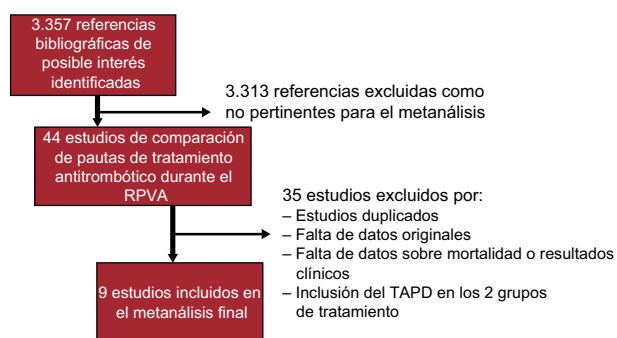 3.357 referencias
bibliográficas de
posible interés
identificadas
3.313 referencias excluidas como
no pertinentes para el metanálisis
44 estudios de comparación
de pautas de tratamiento
antitrombótico durante el
RPVA
35 estudios excluidos por:
– Estudios duplicados
– Falta de datos originales
– Falta de datos sobre mortalidad o resultados
clínicos
– Inclusión del TAPD en los 2 grupos
de tratamiento
9 estudios incluidos en
el metanálisis final